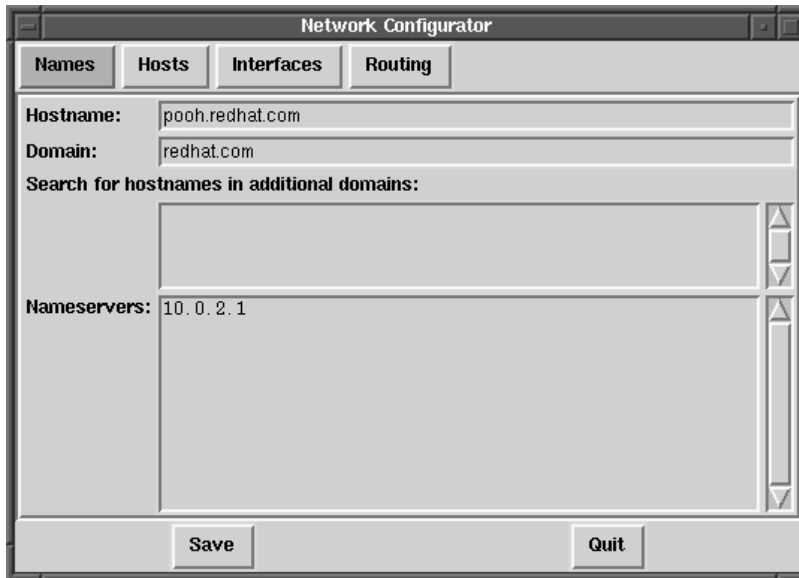 Network Configurator
Names Hosts Interfaces Routing
Hostname: pooh.redhat.com
Domain: redhat.com
Search for hostnames in additional domains:
Nameservers: 10.0.2.1
Save Quit